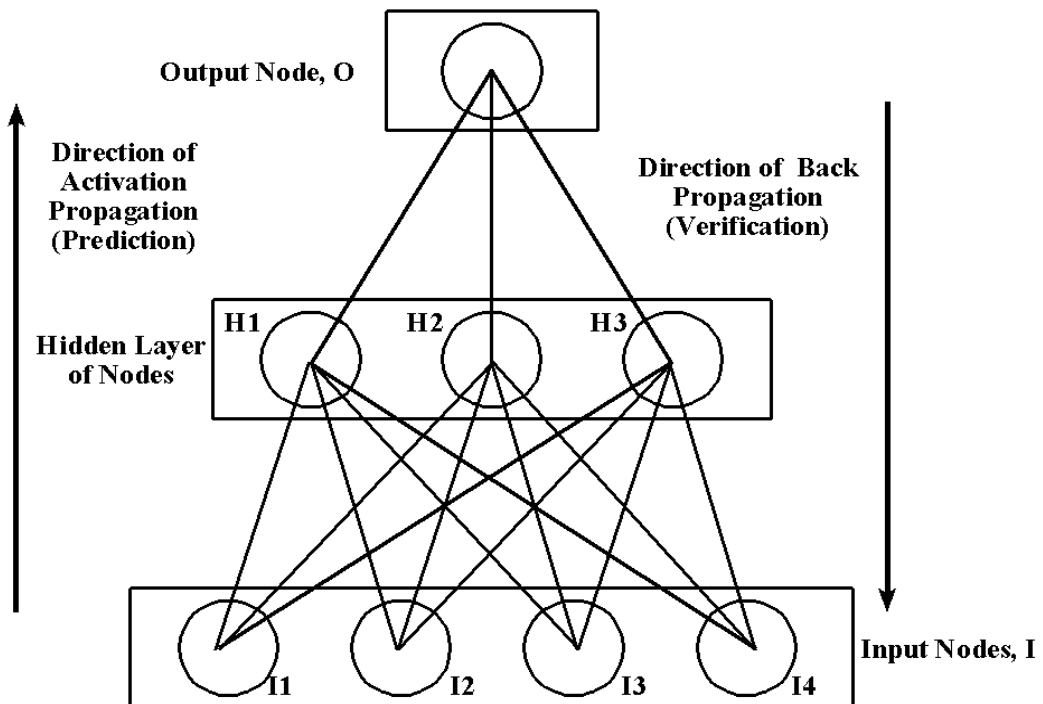 Output Node, O
Direction of
Activation
Propagation
(Prediction)
Direction of Back
Propagation
(Verification)
H1
H2
H3
Hidden Layer
of Nodes
Input Nodes, I
I1
I2
I3
I4